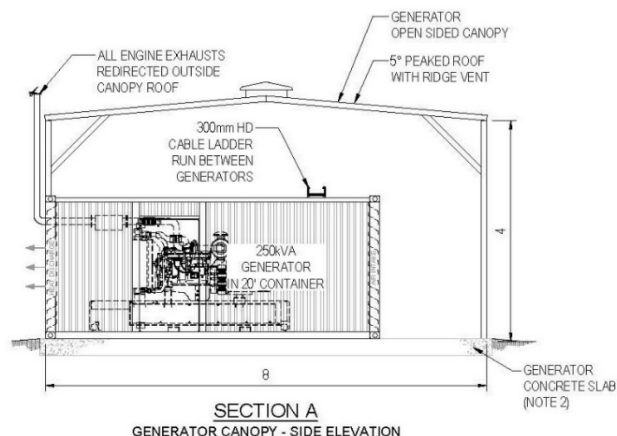 GENERATOR
OPEN SIDED CANOPY
ALL ENGINE EXHAUSTS
REDIRECTED OUTSIDE
CANOPY ROOF
5° PEAKED ROOF
WITH RIDGE VENT
300mm HD
CABLE LADDER
RUN BETWEEN
GENERATORS
4
250kVA
GENERATOR
IN 20' CONTAINER
8
GENERATOR
CONCRETE SLAB
(NOTE 2)
SECTION A
GENERATOR CANOPY - SIDE ELEVATION